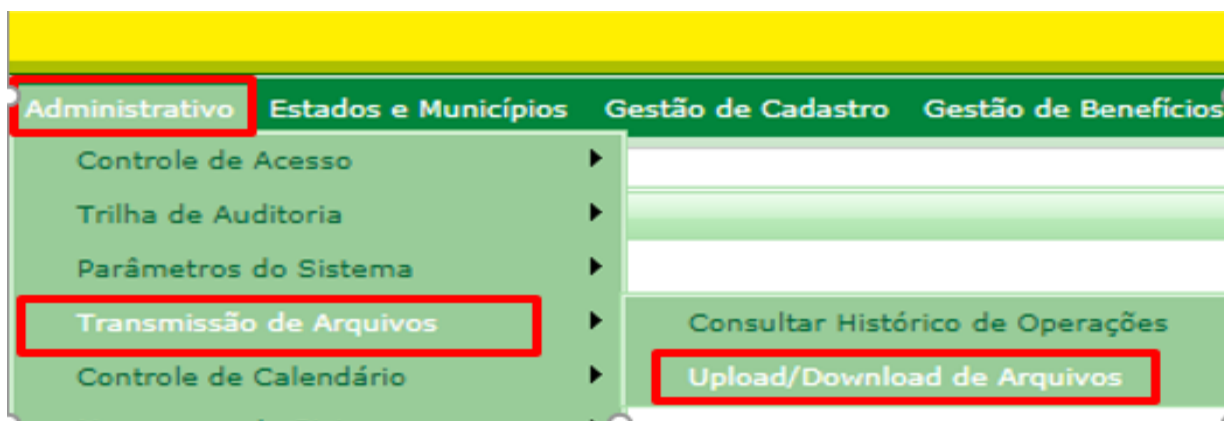 Administrativo Estados e Municípios Gestão de Cadastro Gestão de Benefícios
Controle de Acesso
Trilha de Auditoria
Parâmetros do Sistema
Transmissão de Arquivos
Consultar Histórico de Operações
Controle de Calendário
Upload/Download de Arquivos